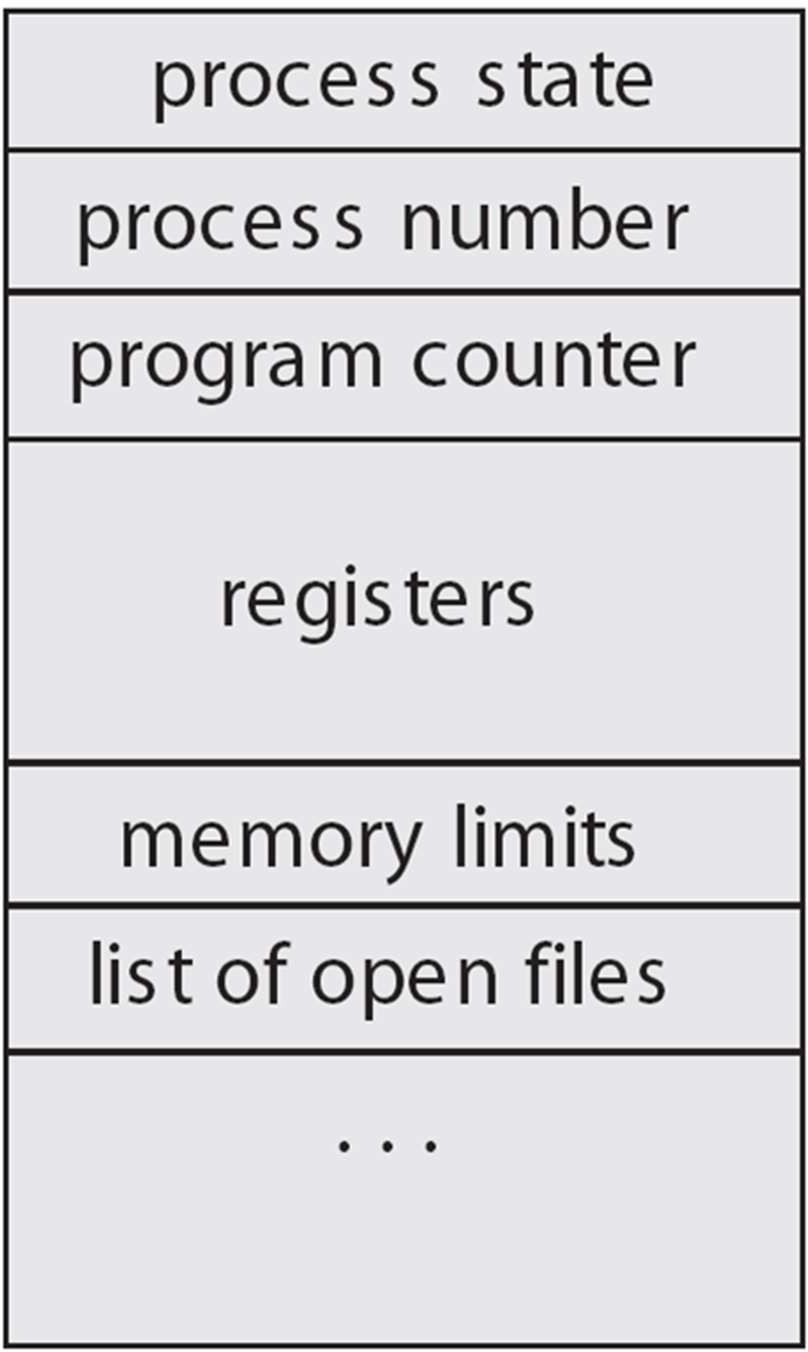 process state
process number
program counter
registers
memory limits
list of open files
. . .